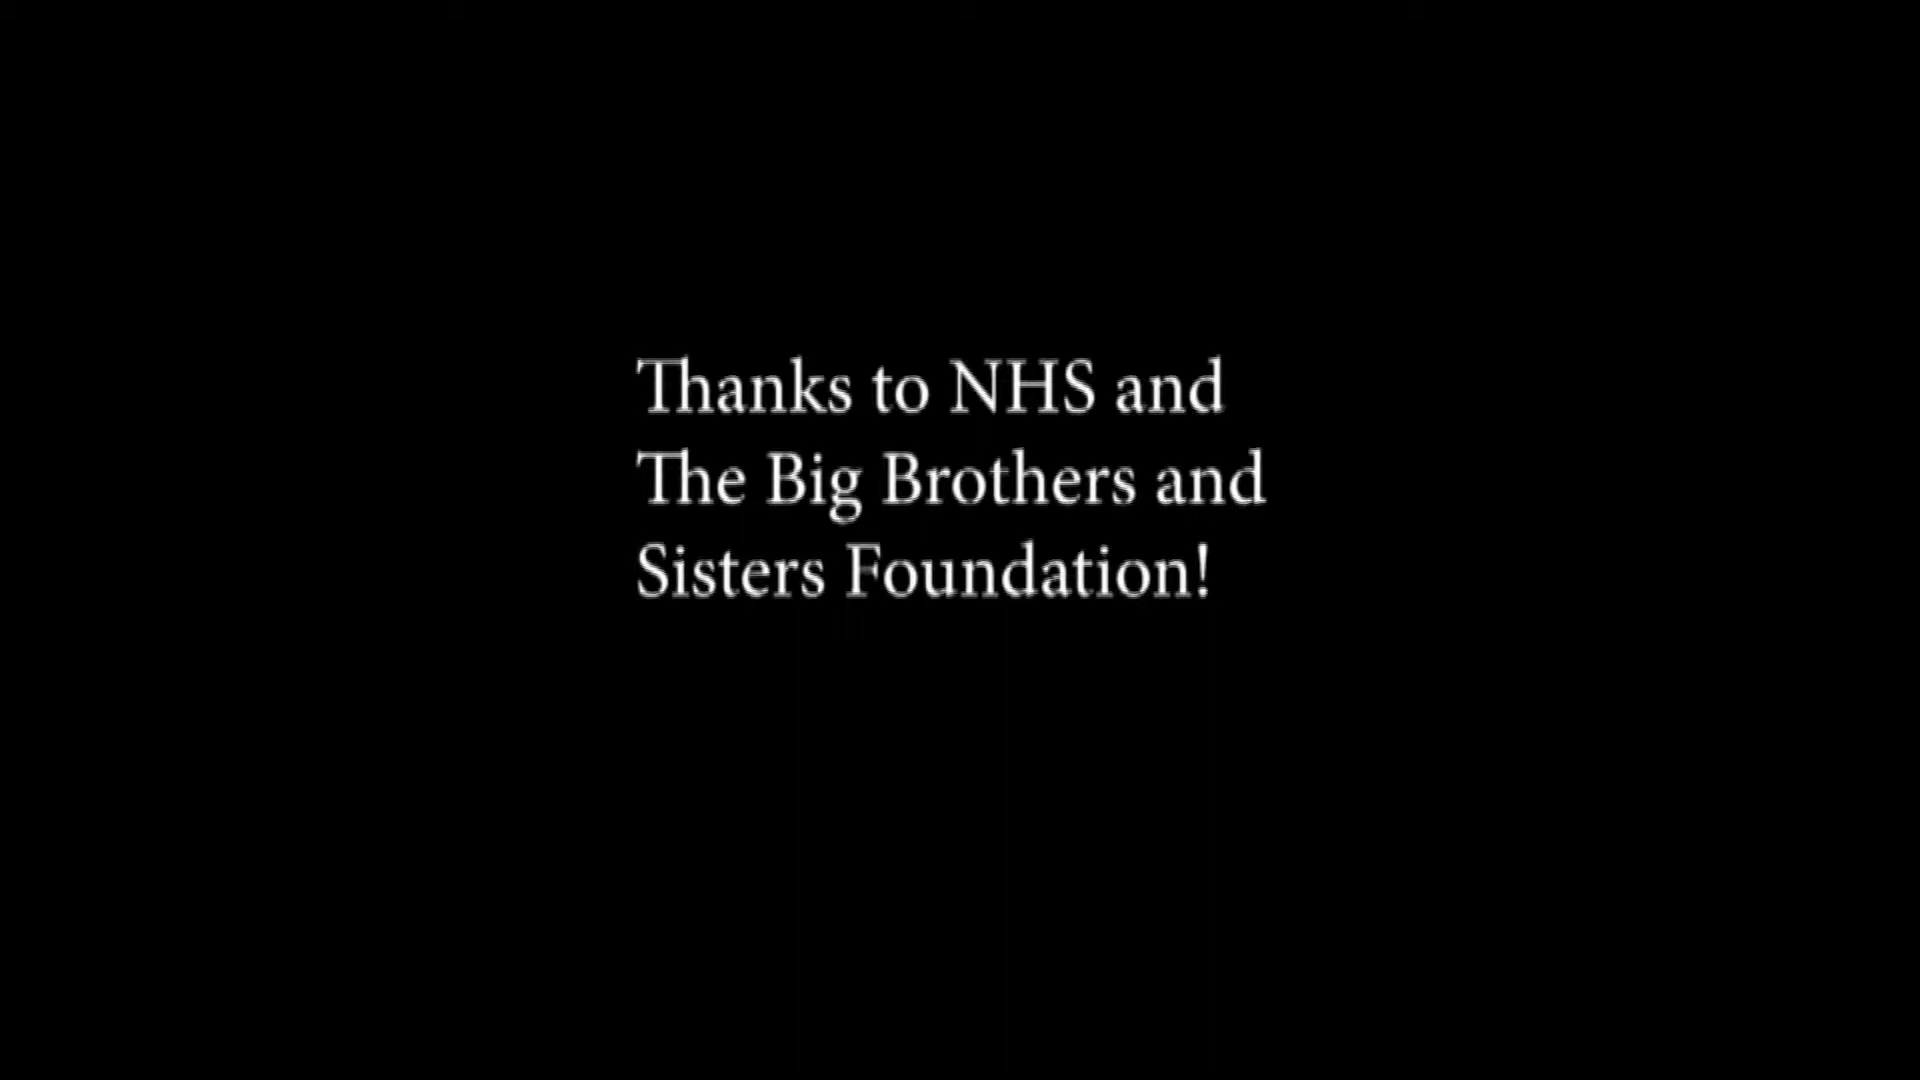 Thanks to NHS and
The Big Brothers and
Sisters Foundation!